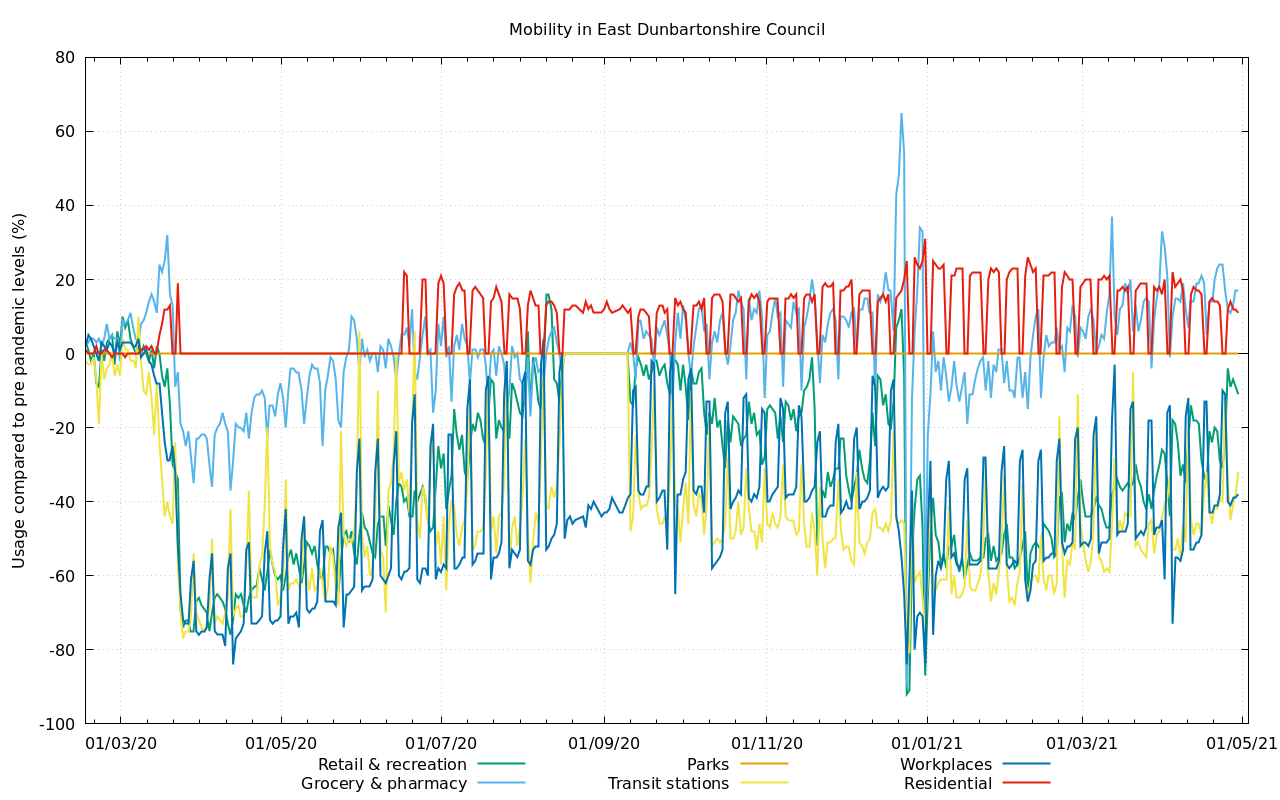 Mobility in East Dunbartonshire Council
Usage compared to pre pandemic levels (%)
80
60
40
20
0
-20
-40
-60
-80
-100
01/03/20 01/05/20 01/07/20 01/09/20 01/11/20 01/01/21 01/03/21 01/05/21
Retail & recreation Parks Workplaces
Grocery & pharmacy Transit stations Residential